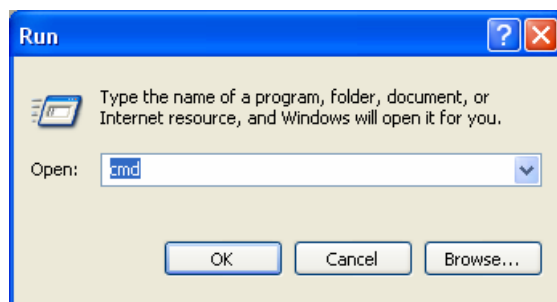 Run
Type the name of a program, folder, document, or
Internet resource, and Windows will open it for you.
Open: cmd
OK Cancel Browse...